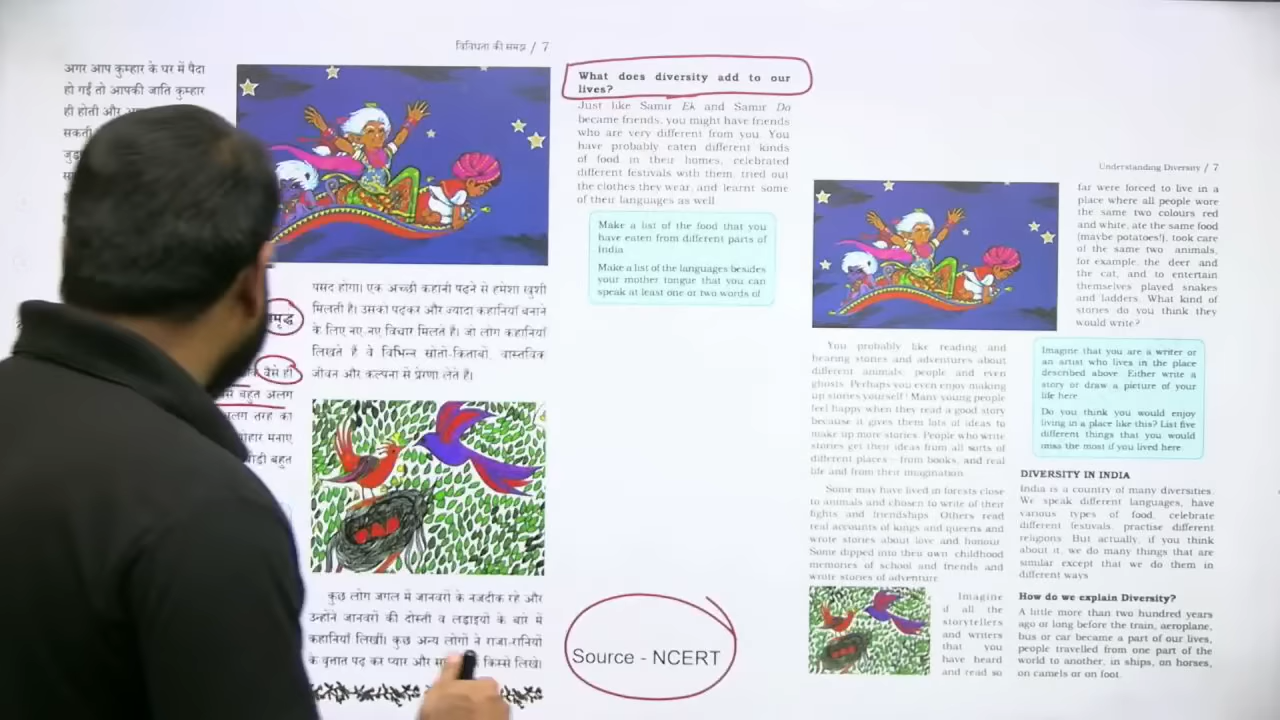 विविधता की समझ / 7
अगर आप कुम्हार के घर में पैदा
हो गई तो आपकी जाति कुम्हार
ही होती और
सकतीं
पसंद होगा। एक अच्छी कहानी पढ़ने से हमेशा खुशी
मिलती है। उसको पढ़कर और ज़्यादा कहानियाँ बनाने
के लिए नए-नए विचार मिलते हैं। जो लोग कहानियाँ
लिखते हैं वे विभिन्न स्रोतों-किताबों, वास्तविक
जीवन और कल्पना से प्रेरणा लेते हैं।
वैसे ही
बहुत अलग
तरह का
मनाए
थोड़ी बहुत
कुछ लोग जंगल में जानवरों के नज़दीक रहे और
उन्होंने जानवरों की दोस्ती व लड़ाइयों के बारे में
कहानियाँ लिखीं। कुछ अन्य लोगों ने राजा-रानियों
के वृतांत पढ़ कर प्यार और किस्से लिखे।
What does diversity add to our
lives?
Just like Samir Ek and Samir Do
became friends, you might have friends
who are very different from you. You
have probably eaten different kinds
of food in their homes, celebrated
different festivals with them, tried out
the clothes they wear, and learnt some
of their languages as well.
Make a list of the food that you
have eaten from different parts of
India.
Make a list of the languages besides
your mother tongue that you can
speak at least one or two words of.
Source - NCERT
Understanding Diversity / 7
far were forced to live in a
place where all people wore
the same two colours red
and white, ate the same food
(maybe potatoes!), took care
of the same two animals,
for example, the deer and
the cat, and to entertain
themselves played snakes
and ladders. What kind of
stories do you think they
would write?
You probably like reading and
hearing stories and adventures about
different animals, people and even
ghosts. Perhaps you even enjoy making
up stories yourself! Many young people
feel happy when they read a good story
because it gives them lots of ideas to
make up more stories. People who write
stories get their ideas from all sorts of
different places – from books, and real
life and from their imagination.
Some may have lived in forests close
to animals and chosen to write of their
fights and friendships. Others read
real accounts of kings and queens and
wrote stories about love and honour.
Some dipped into their own childhood
memories of school and friends and
wrote stories of adventure.
Imagine
if all the
storytellers
and writers
that you
have heard
and read so
Imagine that you are a writer or
an artist who lives in the place
described above. Either write a
story or draw a picture of your
life here.
Do you think you would enjoy
living in a place like this? List five
different things that you would
miss the most if you lived here.
DIVERSITY IN INDIA
India is a country of many diversities.
We speak different languages, have
various types of food, celebrate
different festivals, practise different
religions. But actually, if you think
about it, we do many things that are
similar except that we do them in
different ways.
How do we explain Diversity?
A little more than two hundred years
ago or long before the train, aeroplane,
bus or car became a part of our lives,
people travelled from one part of the
world to another, in ships, on horses,
on camels or on foot.